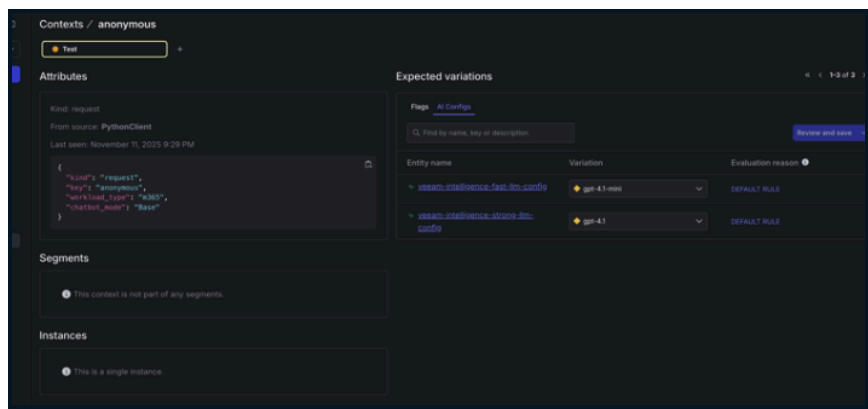 Contexts / anonymous
Test
+
Attributes
Kind: request
From source: PythonClient
Last seen: November 11, 2025 9:29 PM
{
"kind": "request",
"key": "anonymous",
"workload_type": "m365",
"chatbot_mode": "Base"
}
Segments
This context is not part of any segments.
Instances
This is a single instance.
Expected variations
« ‹ 1-3 of 3 ›
Flags AI Configs
Find by name, key or description
Review and save
Entity name Variation Evaluation reason
veeam-intelligence-fast-llm-config gpt-4.1-mini DEFAULT RULE
veeam-intelligence-strong-llm-
config gpt-4.1 DEFAULT RULE